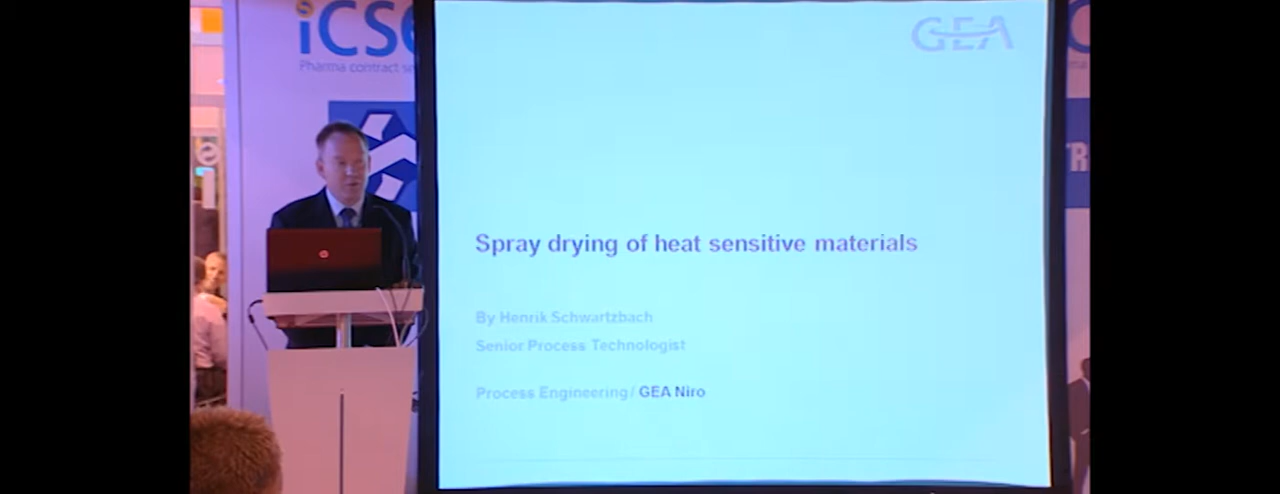 iCSE
Pharma contract se
GEA
Spray drying of heat sensitive materials
By Henrik Schwartzbach
Senior Process Technologist
Process Engineering / GEA Niro
TR